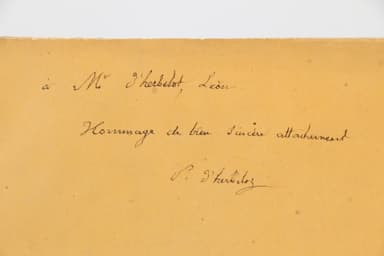 à Mr d'herbelot, Léon
Hommage de bien sincère attachement
P. d'herbelot